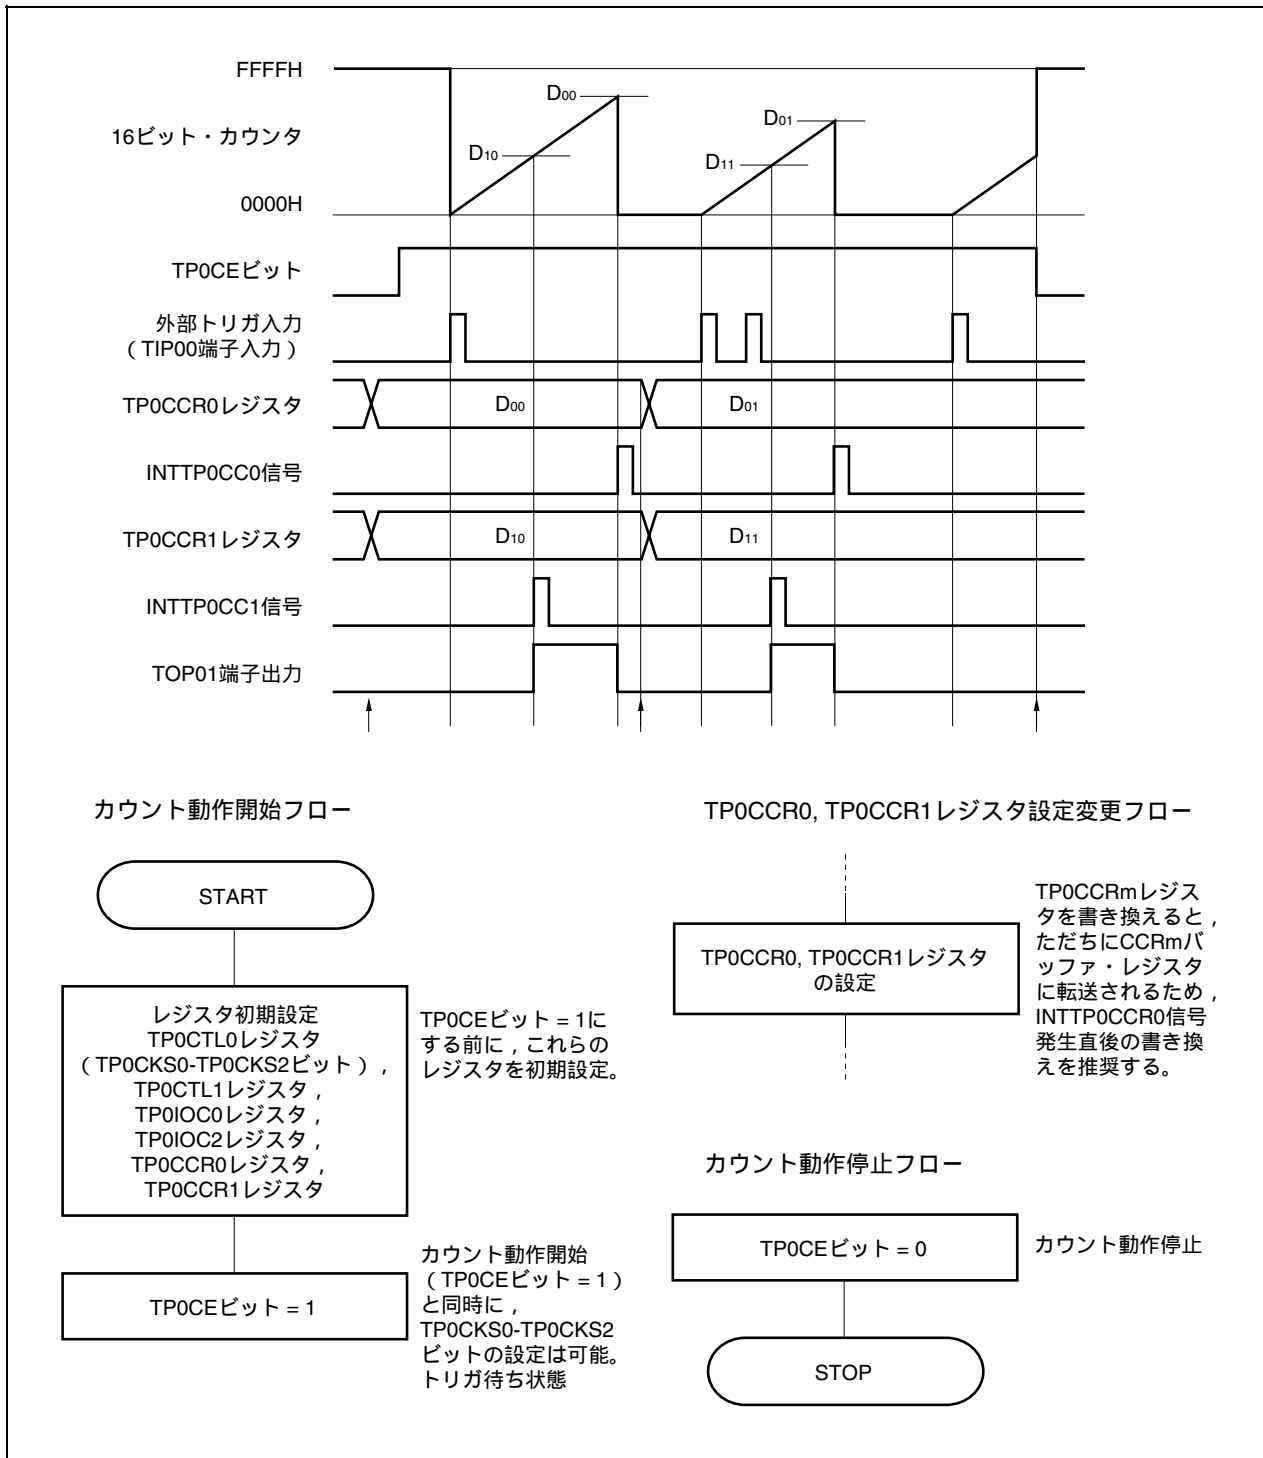 FFFFH
D00
D01
16ビット・カウンタ
D10
D11
0000H
TP0CEビット
外部トリガ入力
（TIP00端子入力）
TP0CCR0レジスタ
D00
D01
INTTP0CC0信号
TP0CCR1レジスタ
D10
D11
INTTP0CC1信号
TOP01端子出力
カウント動作開始フロー
START
レジスタ初期設定
TP0CTL0レジスタ
（TP0CKS0-TP0CKS2ビット），
TP0CTL1レジスタ，
TP0IOC0レジスタ，
TP0IOC2レジスタ，
TP0CCR0レジスタ，
TP0CCR1レジスタ
TP0CEビット = 1に
する前に，これらの
レジスタを初期設定。
TP0CEビット = 1
カウント動作開始
（TP0CEビット = 1）
と同時に，
TP0CKS0-TP0CKS2
ビットの設定は可能。
トリガ待ち状態
TP0CCR0, TP0CCR1レジスタ設定変更フロー
TP0CCR0, TP0CCR1レジスタ
の設定
TP0CCRmレジス
タを書き換えると，
ただちにCCRmバ
ッファ・レジスタ
に転送されるため，
INTTP0CCR0信号
発生直後の書き換
えを推奨する。
カウント動作停止フロー
TP0CEビット = 0
カウント動作停止
STOP